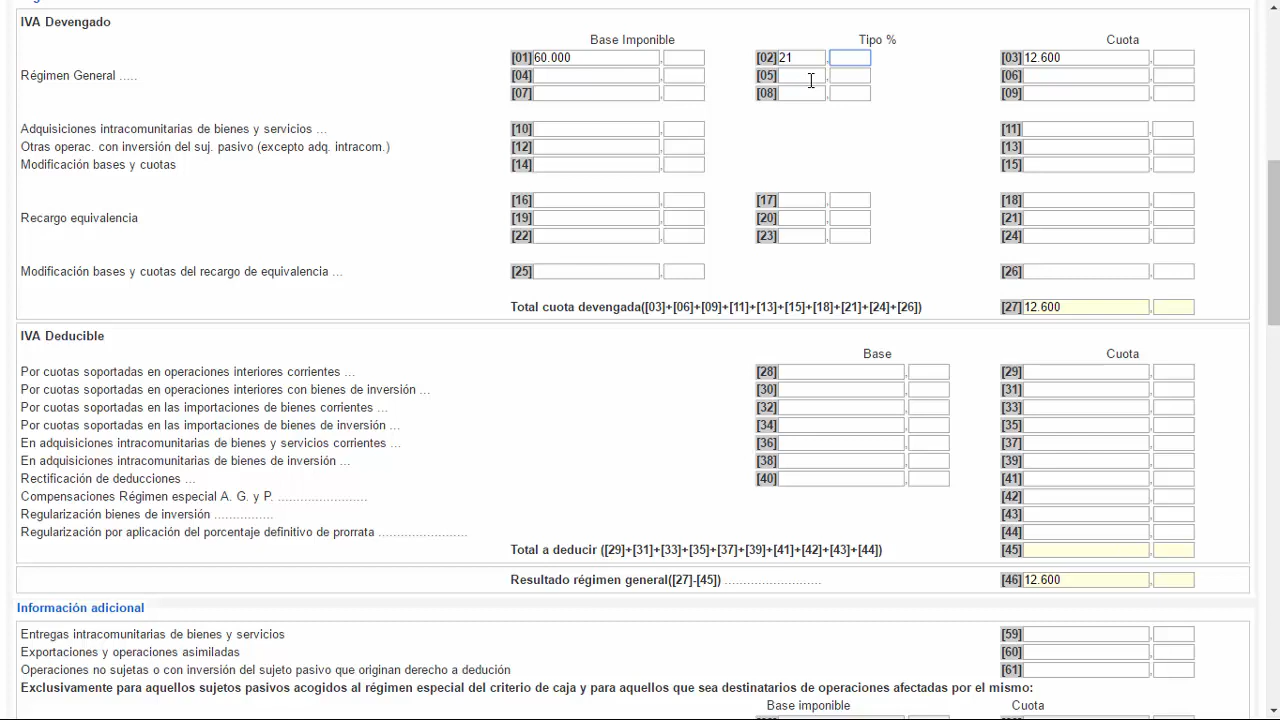 IVA Devengado
Base Imponible Tipo % Cuota
[01] 60.000 , [02] 21 , [03] 12.600 ,
Régimen General ..... [04] , [05] , [06] ,
[07] , [08] , [09] ,
Adquisiciones intracomunitarias de bienes y servicios ... [10] , [11] ,
Otras operac. con inversión del suj. pasivo (excepto adq. intracom.) [12] , [13] ,
Modificación bases y cuotas [14] , [15] ,
[16] , [17] , [18] ,
Recargo equivalencia [19] , [20] , [21] ,
[22] , [23] , [24] ,
Modificación bases y cuotas del recargo de equivalencia ... [25] , [26] ,
Total cuota devengada([03]+[06]+[09]+[11]+[13]+[15]+[18]+[21]+[24]+[26]) [27] 12.600 ,
IVA Deducible
Base Cuota
Por cuotas soportadas en operaciones interiores corrientes ... [28] , [29] ,
Por cuotas soportadas en operaciones interiores con bienes de inversión ... [30] , [31] ,
Por cuotas soportadas en las importaciones de bienes corrientes ... [32] , [33] ,
Por cuotas soportadas en las importaciones de bienes de inversión ... [34] , [35] ,
En adquisiciones intracomunitarias de bienes y servicios corrientes ... [36] , [37] ,
En adquisiciones intracomunitarias de bienes de inversión ... [38] , [39] ,
Rectificación de deducciones ... [40] , [41] ,
Compensaciones Régimen especial A. G. y P. ....................... [42] ,
Regularización bienes de inversión ............... [43] ,
Regularización por aplicación del porcentaje definitivo de prorrata ....................... [44] ,
Total a deducir ([29]+[31]+[33]+[35]+[37]+[39]+[41]+[42]+[43]+[44]) [45] ,
Resultado régimen general([27]-[45]) ......................... [46] 12.600 ,
Información adicional
Entregas intracomunitarias de bienes y servicios [59] ,
Exportaciones y operaciones asimiladas [60] ,
Operaciones no sujetas o con inversión del sujeto pasivo que originan derecho a dedución [61] ,
Exclusivamente para aquellos sujetos pasivos acogidos al régimen especial del criterio de caja y para aquellos que sea destinatarios de operaciones afectadas por el mismo:
Base imponible Cuota